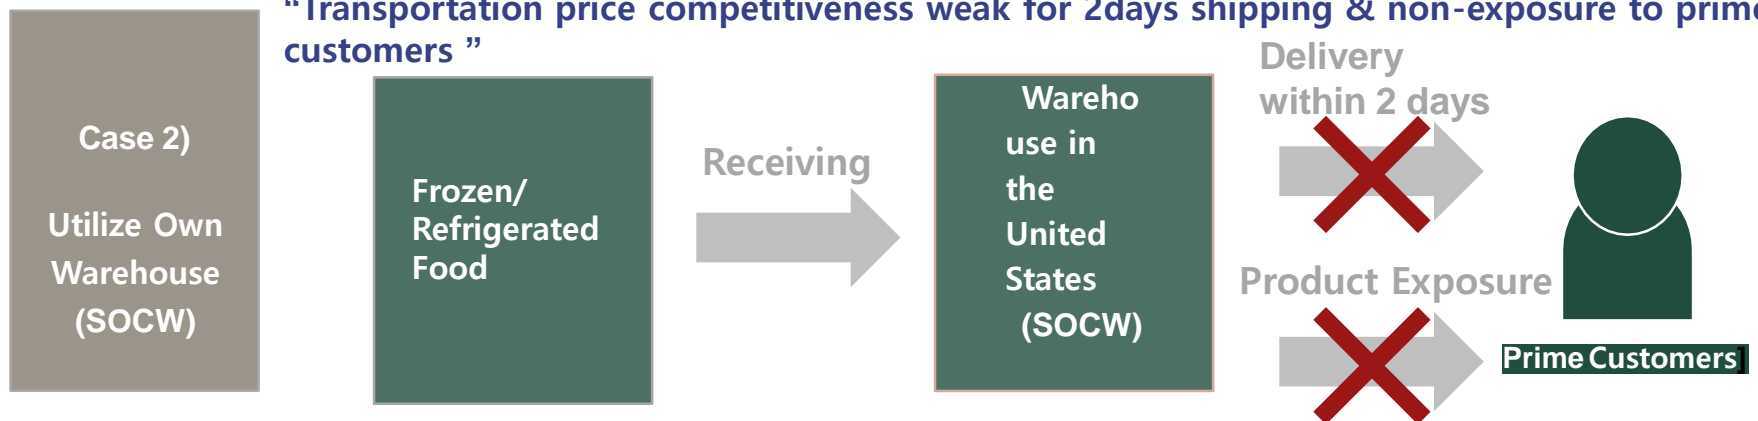 “Transportation price competitiveness weak for 2days shipping & non-exposure to prime
customers ”
Case 2)
Utilize Own
Warehouse
(SOCW)
Frozen/
Refrigerated
Food
Receiving
Wareho
use in
the
United
States
(SOCW)
Delivery
within 2 days
Product Exposure
Prime Customers]